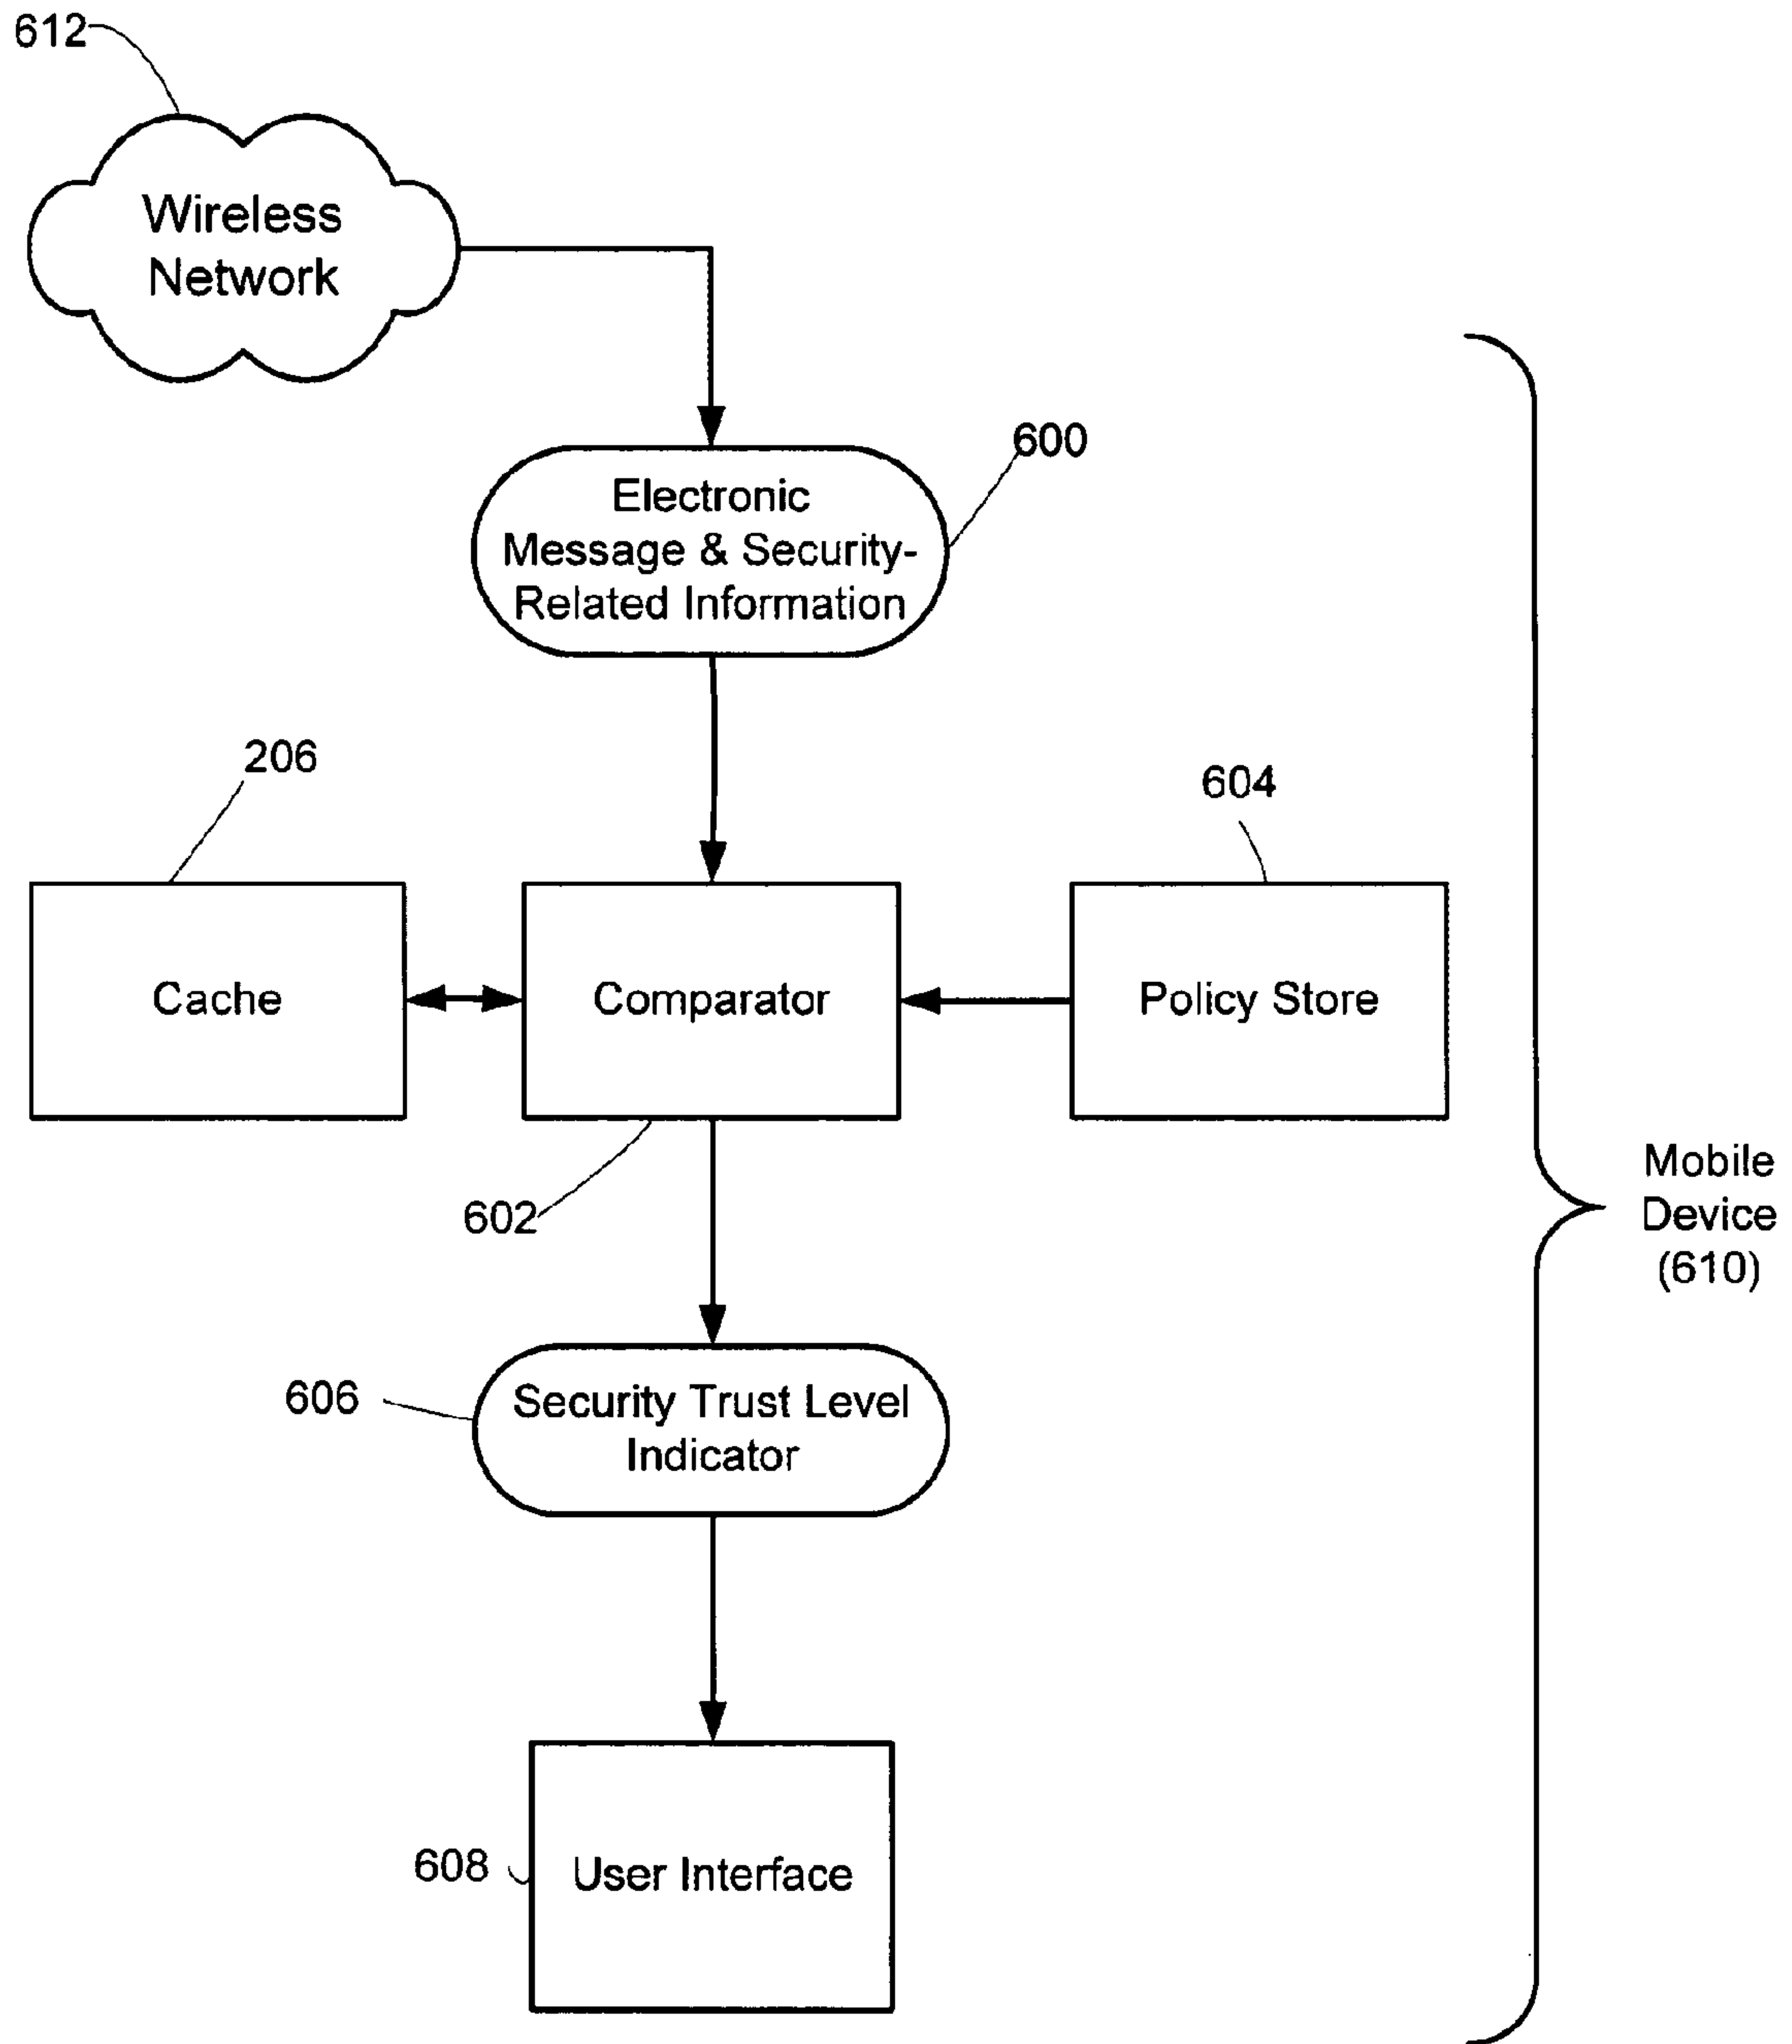 612
Wireless
Network
600
Electronic
Message & Security-
Related Information
206
604
Cache
Comparator
Policy Store
602
Mobile
Device
(610)
606
Security Trust Level
Indicator
608
User Interface